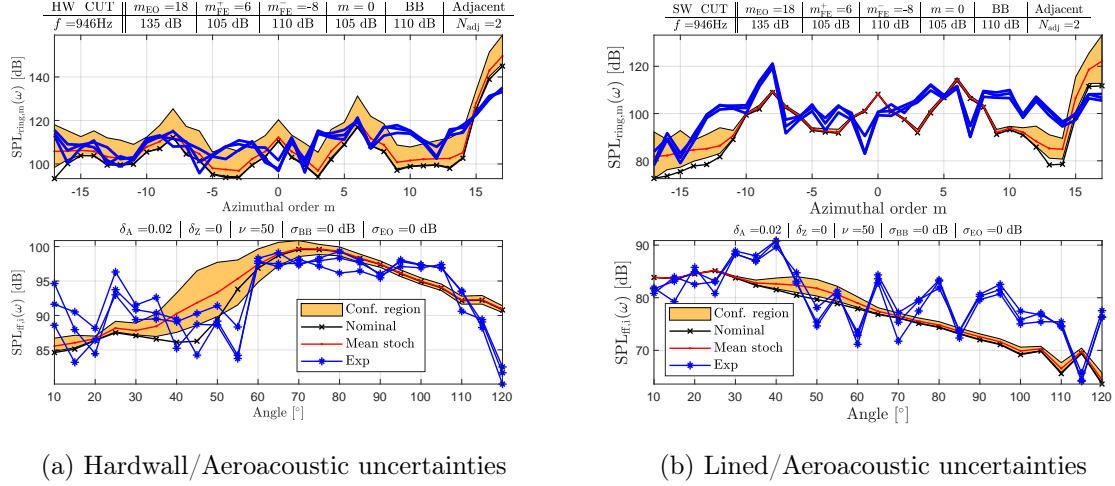 HW CUT m_EO =18 m_FE^+ =6 m_FE^- =-8 m =0 BB Adjacent
f =946Hz 135 dB 105 dB 110 dB 105 dB 110 dB N_adj =2
SPL_ring,m(ω) [dB]
140
120
100
-15 -10 -5 0 5 10 15
Azimuthal order m
δ_A =0.02 δ_Z =0 ν =50 σ_BB =0 dB σ_EO =0 dB
SPL_ff,i(ω) [dB]
100
95
90
85
Conf. region
Nominal
Mean stoch
Exp
10 20 30 40 50 60 70 80 90 100 110 120
Angle [°]
(a) Hardwall/Aeroacoustic uncertainties
SW CUT m_EO =18 m_FE^+ =6 m_FE^- =-8 m =0 BB Adjacent
f =946Hz 135 dB 105 dB 110 dB 105 dB 110 dB N_adj =2
SPL_ring,m(ω) [dB]
120
100
80
-15 -10 -5 0 5 10 15
Azimuthal order m
δ_A =0.02 δ_Z =0 ν =50 σ_BB =0 dB σ_EO =0 dB
SPL_ff,i(ω) [dB]
90
80
70
Conf. region
Nominal
Mean stoch
Exp
10 20 30 40 50 60 70 80 90 100 110 120
Angle [°]
(b) Lined/Aeroacoustic uncertainties